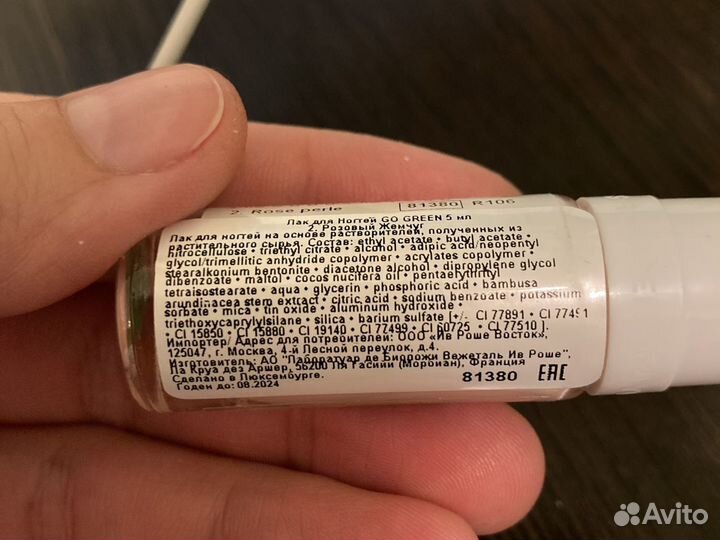 2. Rose perle 81380 R106
Лак для Ногтей GO GREEN 5 мл
2. Розовый Жемчуг
Лак для ногтей на основе растворителей, полученных из
растительного сырья. Состав: ethyl acetate • butyl acetate •
nitrocellulose • triethyl citrate • alcohol • adipic acid/neopentyl
glycol/trimellitic anhydride copolymer • acrylates copolymer •
stearalkonium bentonite • diacetone alcohol • dipropylene glycol
dibenzoate • maltol • cocos nucifera oil • pentaerythrityl
tetraisostearate • aqua • glycerin • phosphoric acid • bambusa
arundinacea stem extract • citric acid • sodium benzoate • potassium
sorbate • mica • tin oxide • aluminum hydroxide •
triethoxycaprylylsilane • silica • barium sulfate [+/- CI 77891 • CI 77491
• CI 15850 • CI 15880 • CI 19140 • CI 77499 • CI 60725 • CI 77510 ].
Импортер/ Адрес для потребителей: ООО «Ив Роше Восток»,
125047, г. Москва, 4-й Лесной переулок, д.4.
Изготовитель: АО "Лаборатуар де Биорожи Вежеталь Ив Роше",
Ла Круа дез Аршер, 56200 Ля Гасийи (Морбиан), Франция
Сделано в Люксембурге. 81380 EAC
Годен до: 08.2024
Avito